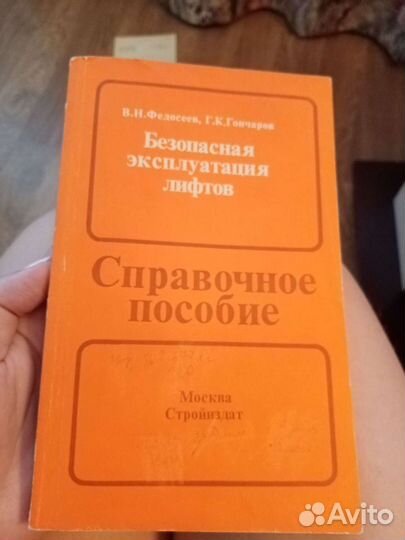 В.Н.Федосеев, Г.К.Гончаров
Безопасная
эксплуатация
лифтов
Справочное
пособие
Москва
Стройиздат
Avito